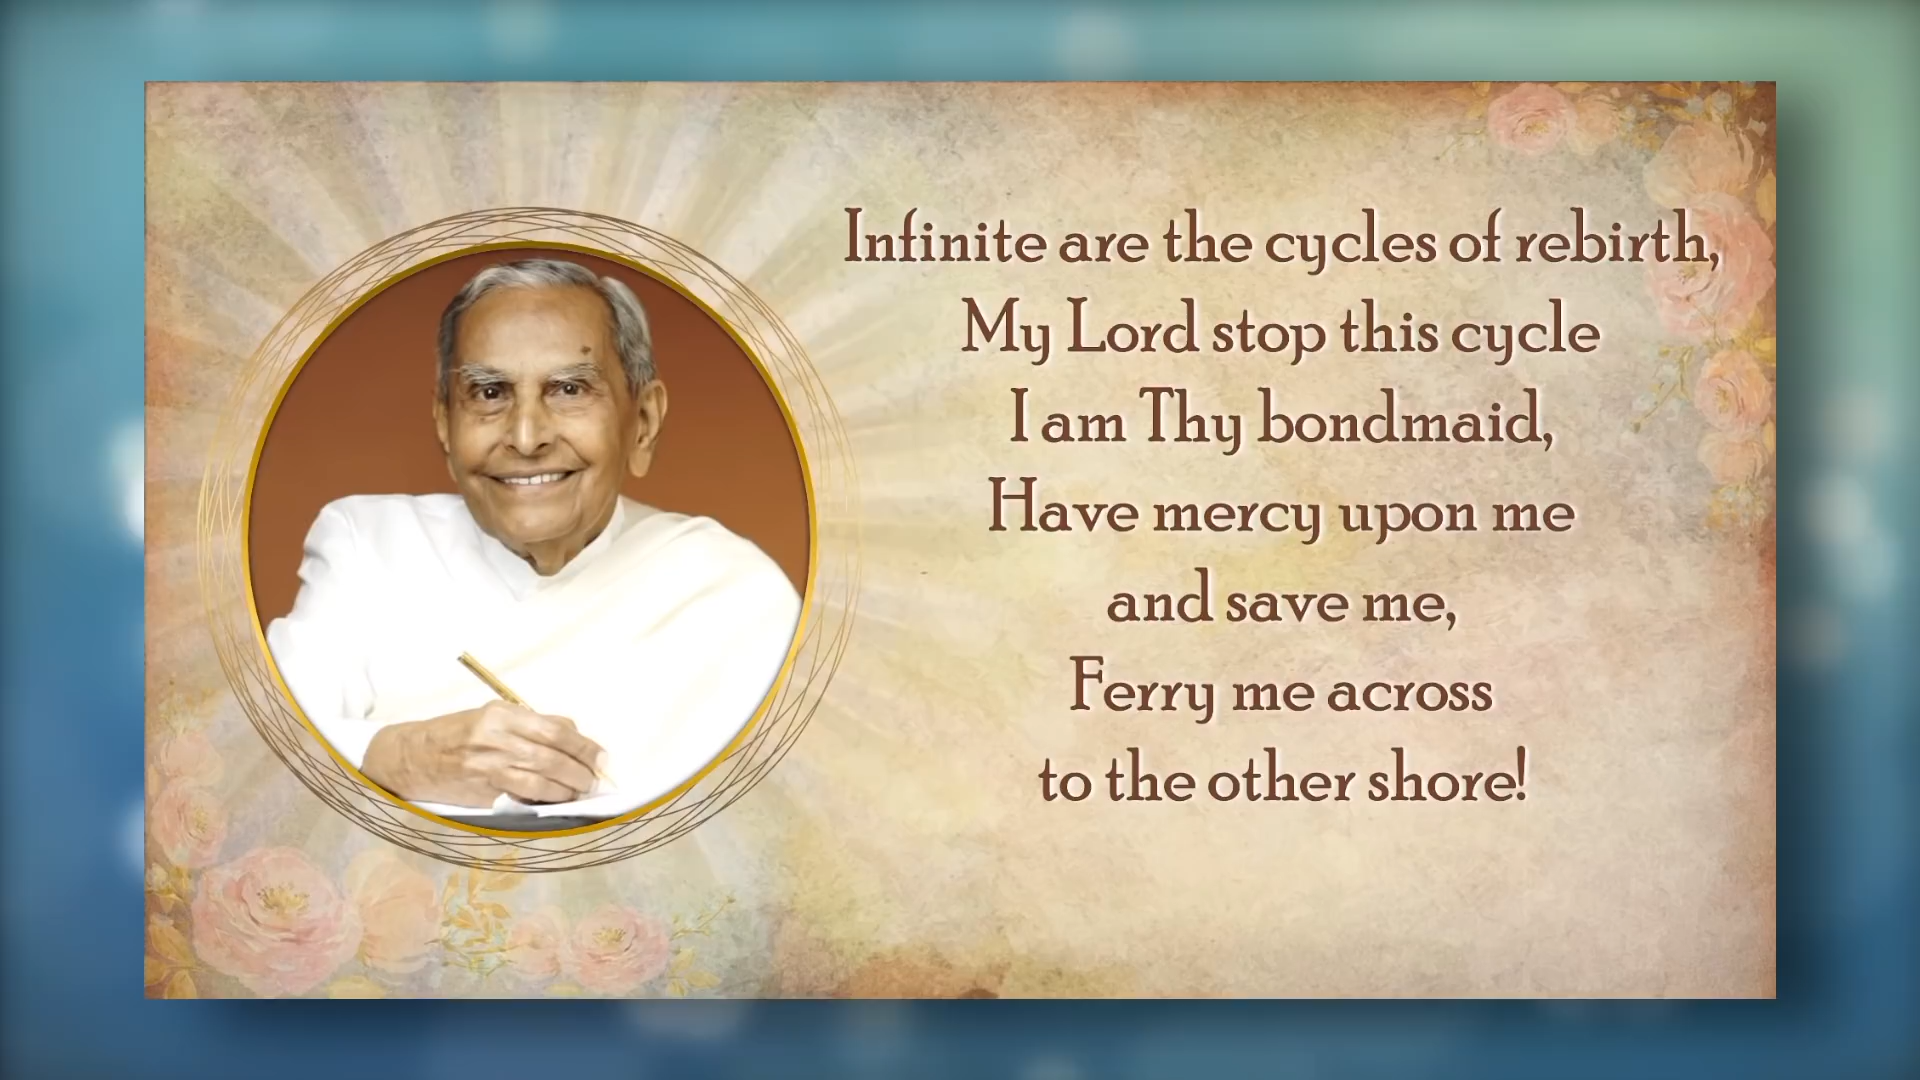 Infinite are the cycles of rebirth,
My Lord stop this cycle
I am Thy bondmaid,
Have mercy upon me
and save me,
Ferry me across
to the other shore!